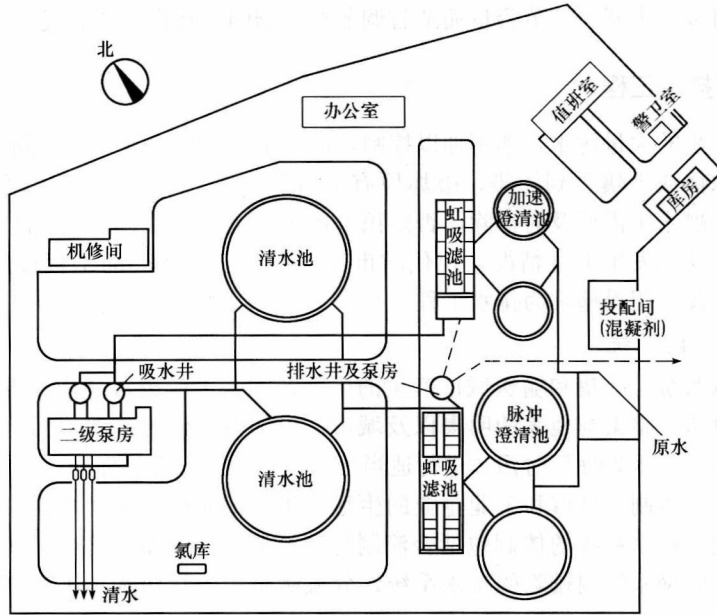 北
办公室
值班室
警卫室
库房
加速
澄清池
虹
吸
滤
池
清水池
机修间
投配间
(混凝剂)
吸水井
排水井及泵房
二级泵房
脉冲
澄清池
原水
虹吸
滤池
清水池
氯库
清水